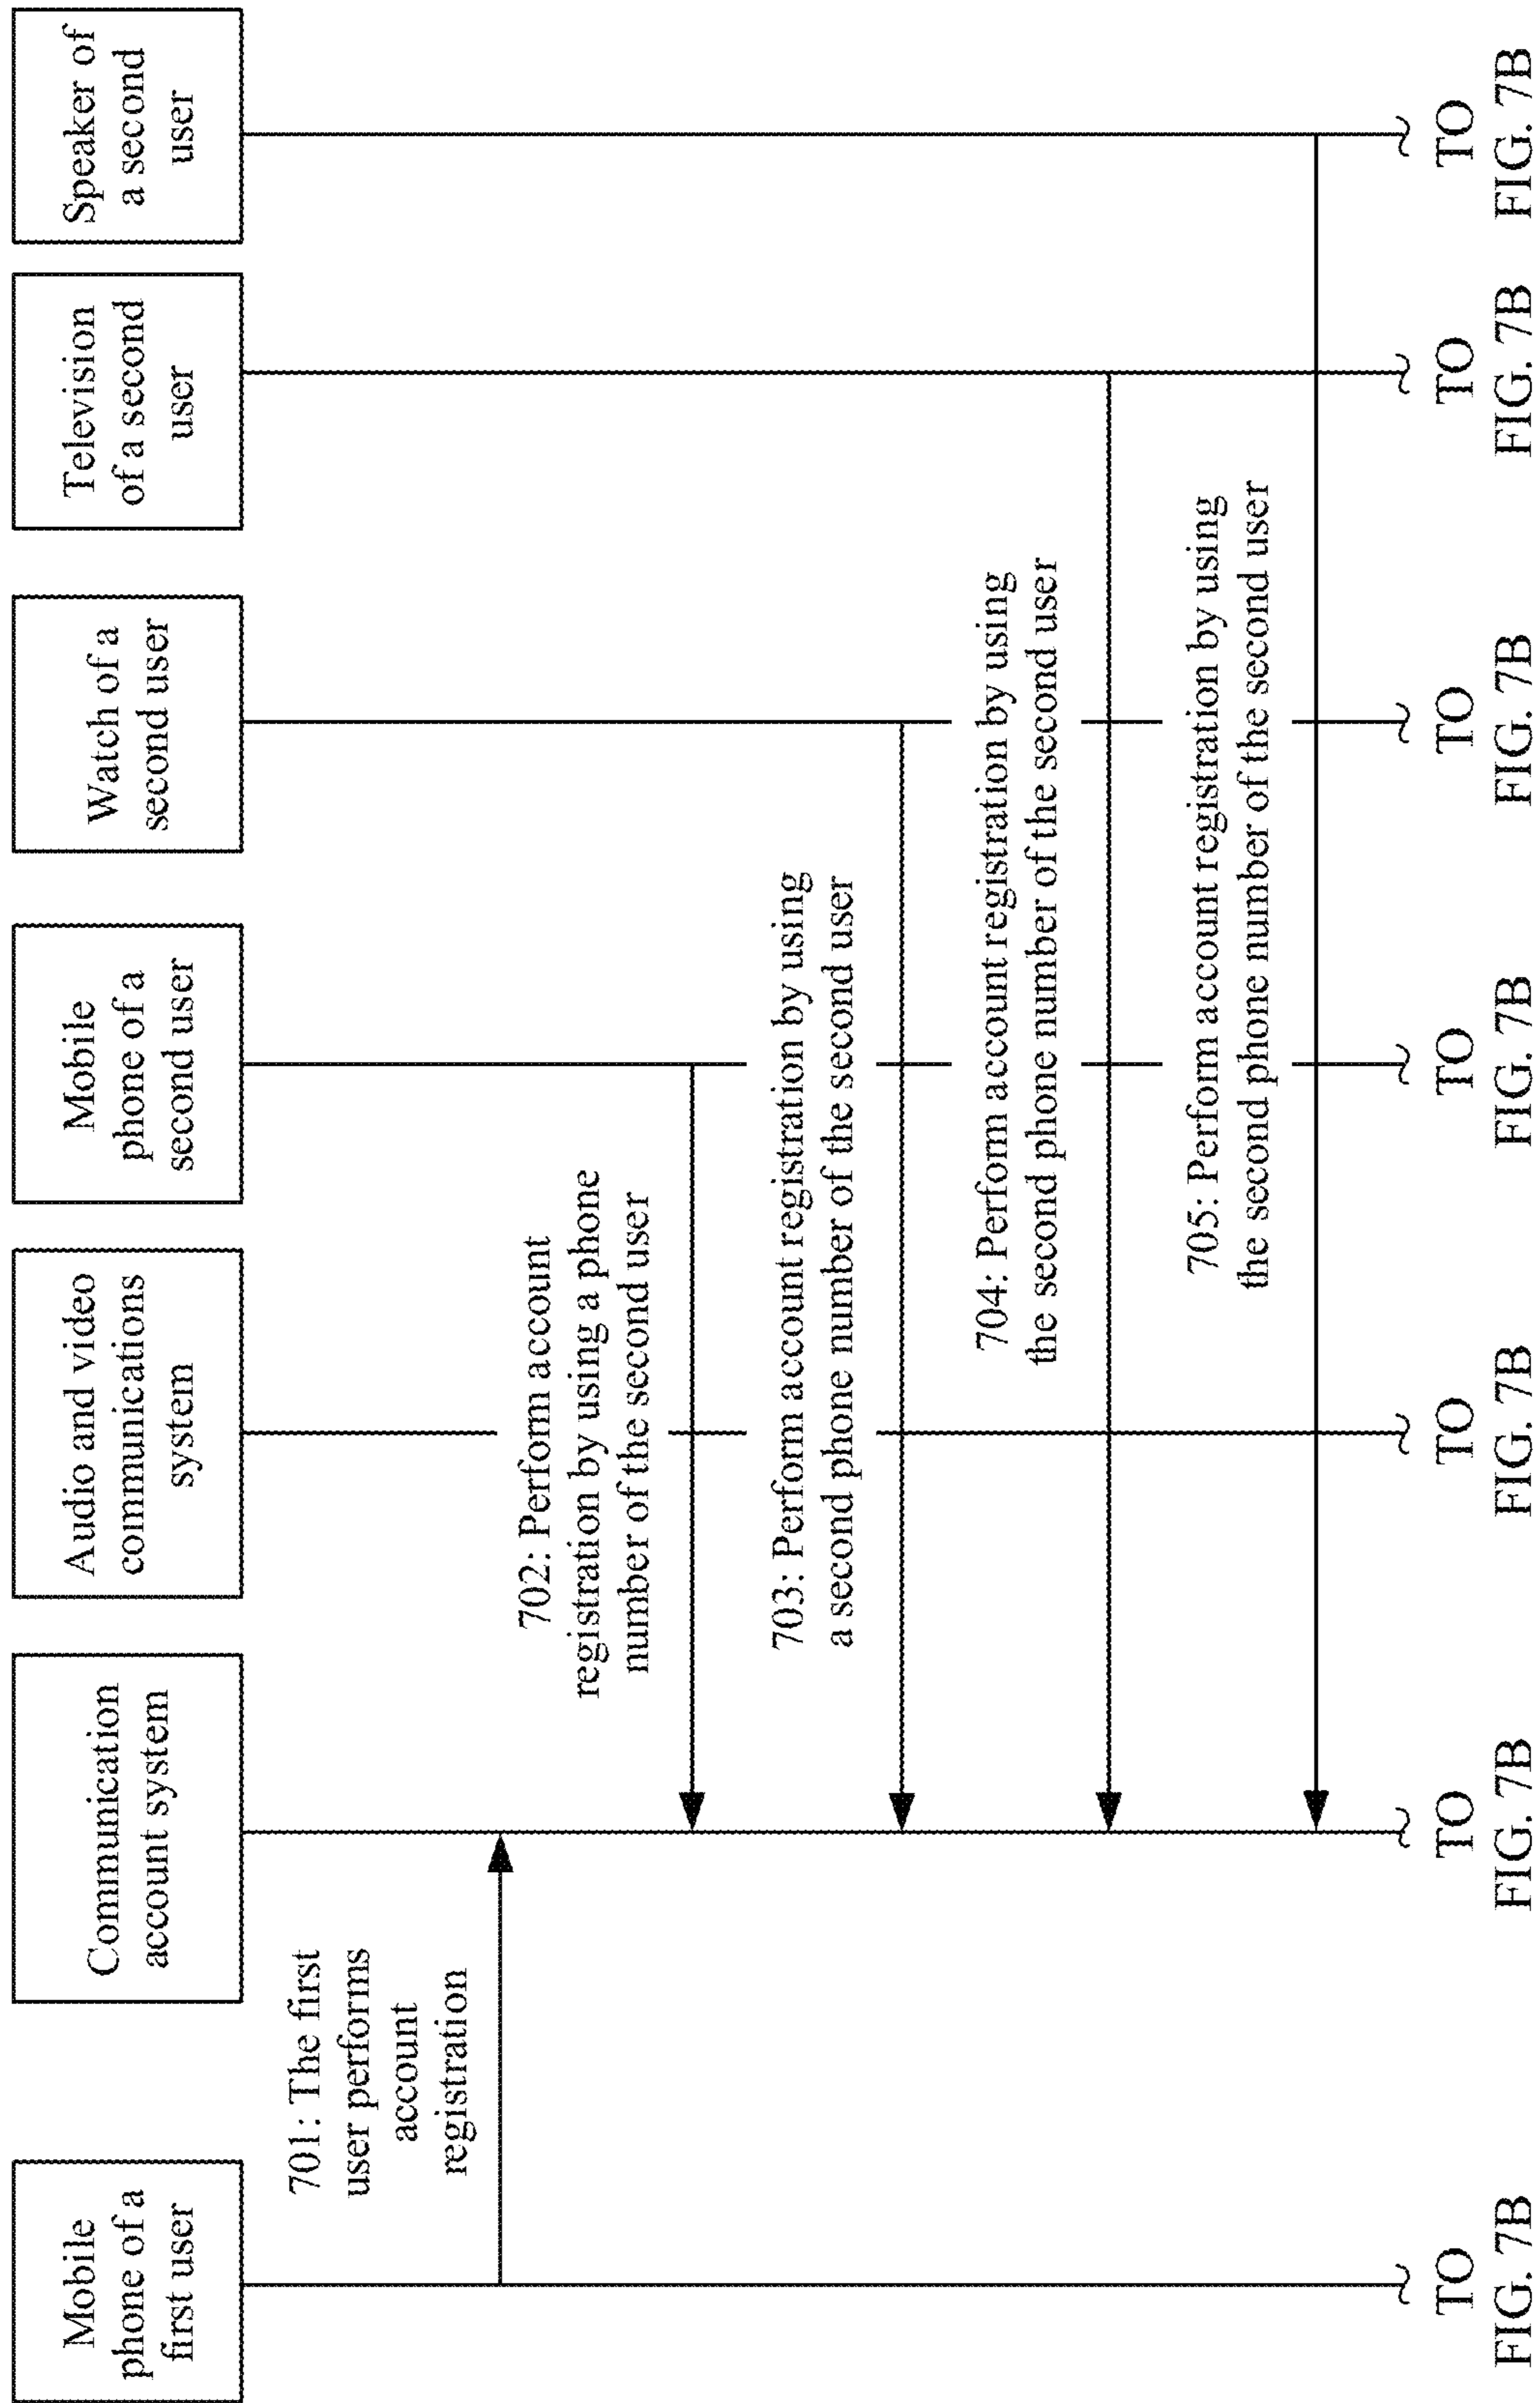 Mobile
phone of a
first user
Communication
account system
Audio and video
communications
system
Mobile
phone of a
second user
Watch of a
second user
Television
of a second
user
Speaker of
a second
user
701: The first
user performs
account
registration
702: Perform account
registration by using a phone
number of the second user
703: Perform account registration by using
a second phone number of the second user
704: Perform account registration by using
the second phone number of the second user
705: Perform account registration by using
the second phone number of the second user
TO
FIG. 7B
TO
FIG. 7B
TO
FIG. 7B
TO
FIG. 7B
TO
FIG. 7B
TO
FIG. 7B
TO
FIG. 7B